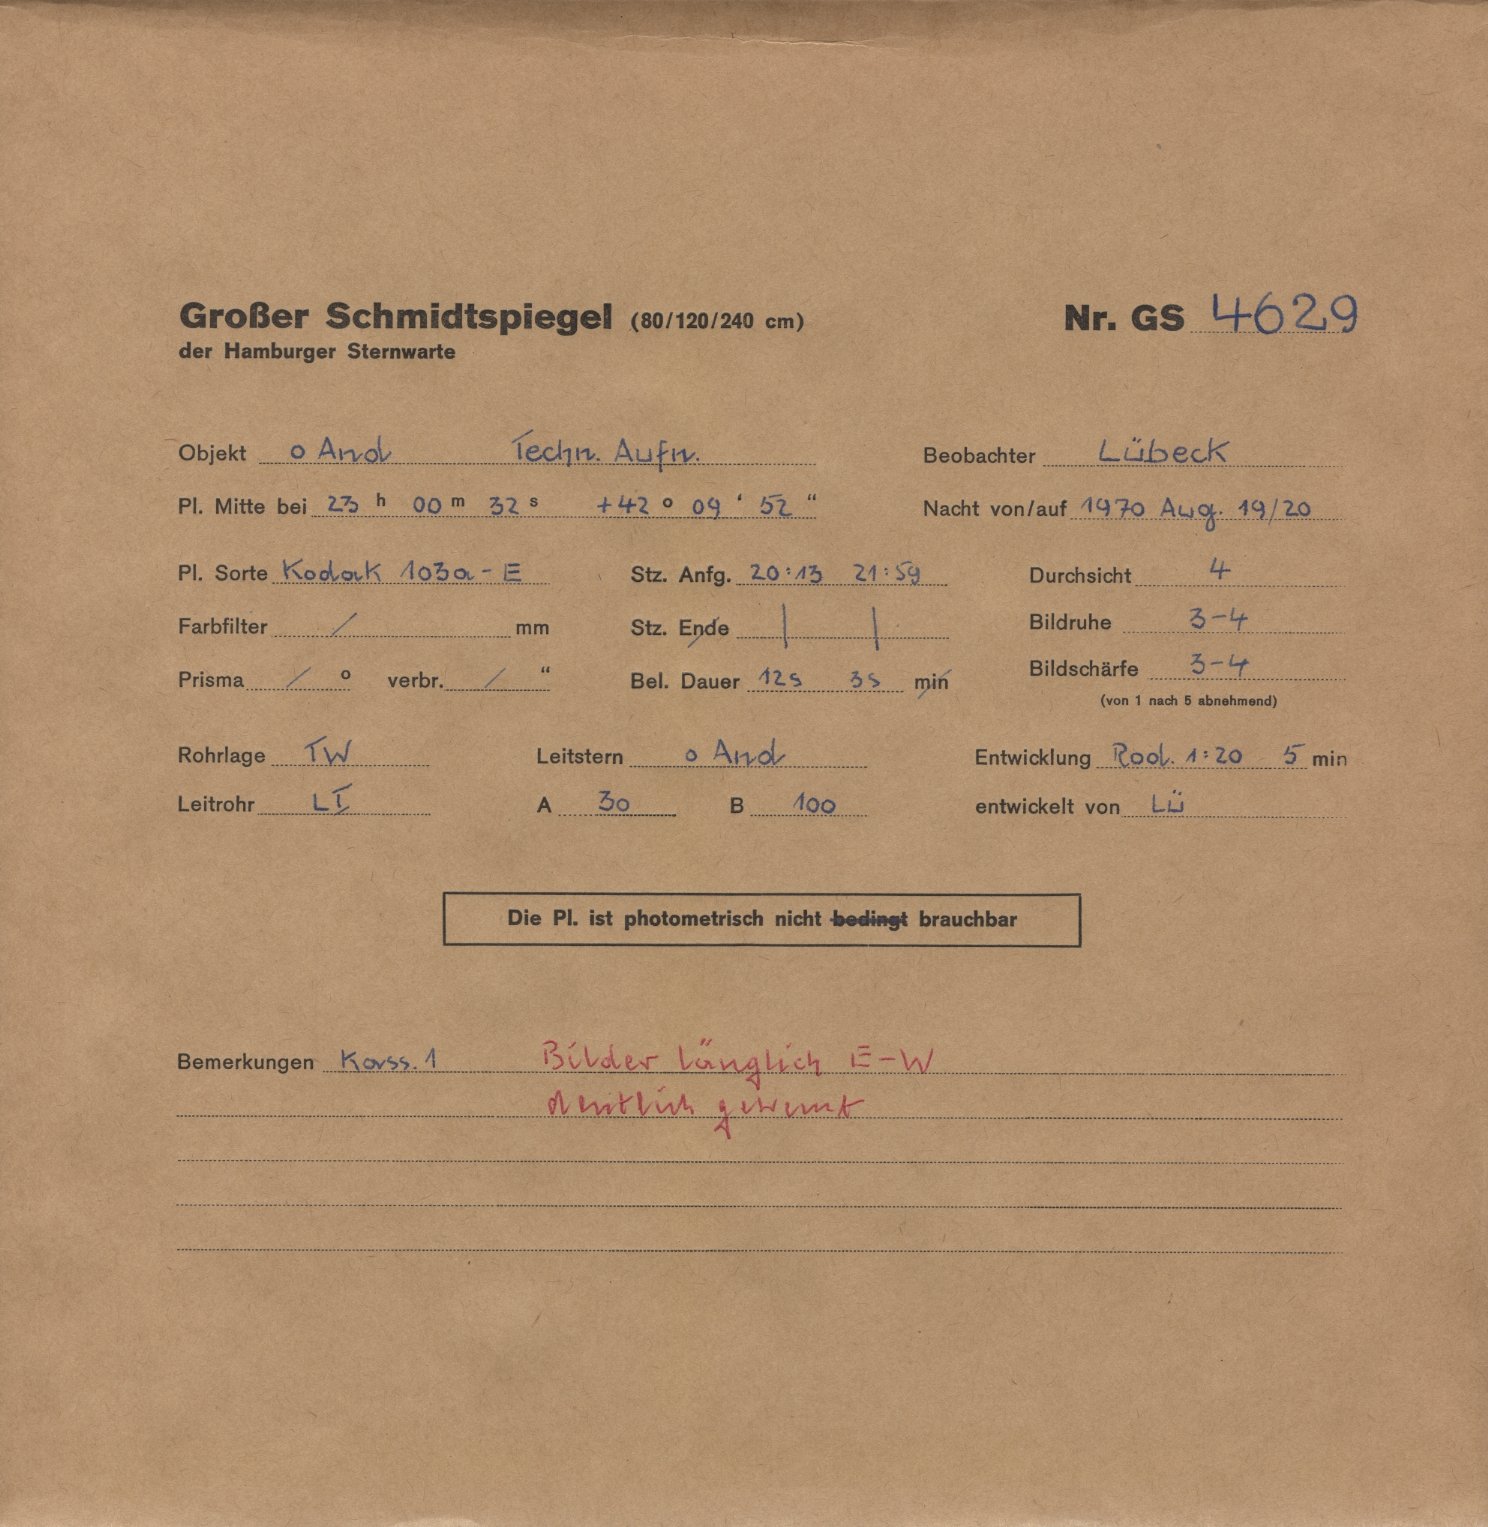 Großer Schmidtspiegel (80/120/240 cm) Nr. GS 4629
der Hamburger Sternwarte
Objekt o And Techn. Aufn. Beobachter Lübeck
Pl. Mitte bei 23 h 00 m 32 s +42 o 09 ' 52 " Nacht von/auf 1970 Aug. 19/20
Pl. Sorte Kodak 103a-E Stz. Anfg. 20:13 21:59 Durchsicht 4
Farbfilter / mm Stz. Ende | | Bildruhe 3-4
Prisma / o verbr. / " Bel. Dauer 12s 3s min Bildschärfe 3-4
(von 1 nach 5 abnehmend)
Rohrlage TW Leitstern o And Entwicklung Rod. 1:20 5 min
Leitrohr LI A 30 B 100 entwickelt von Lü
Die Pl. ist photometrisch nicht bedingt brauchbar
Bemerkungen Kass. 1 Bilder länglich E-W
deutlich getrennt